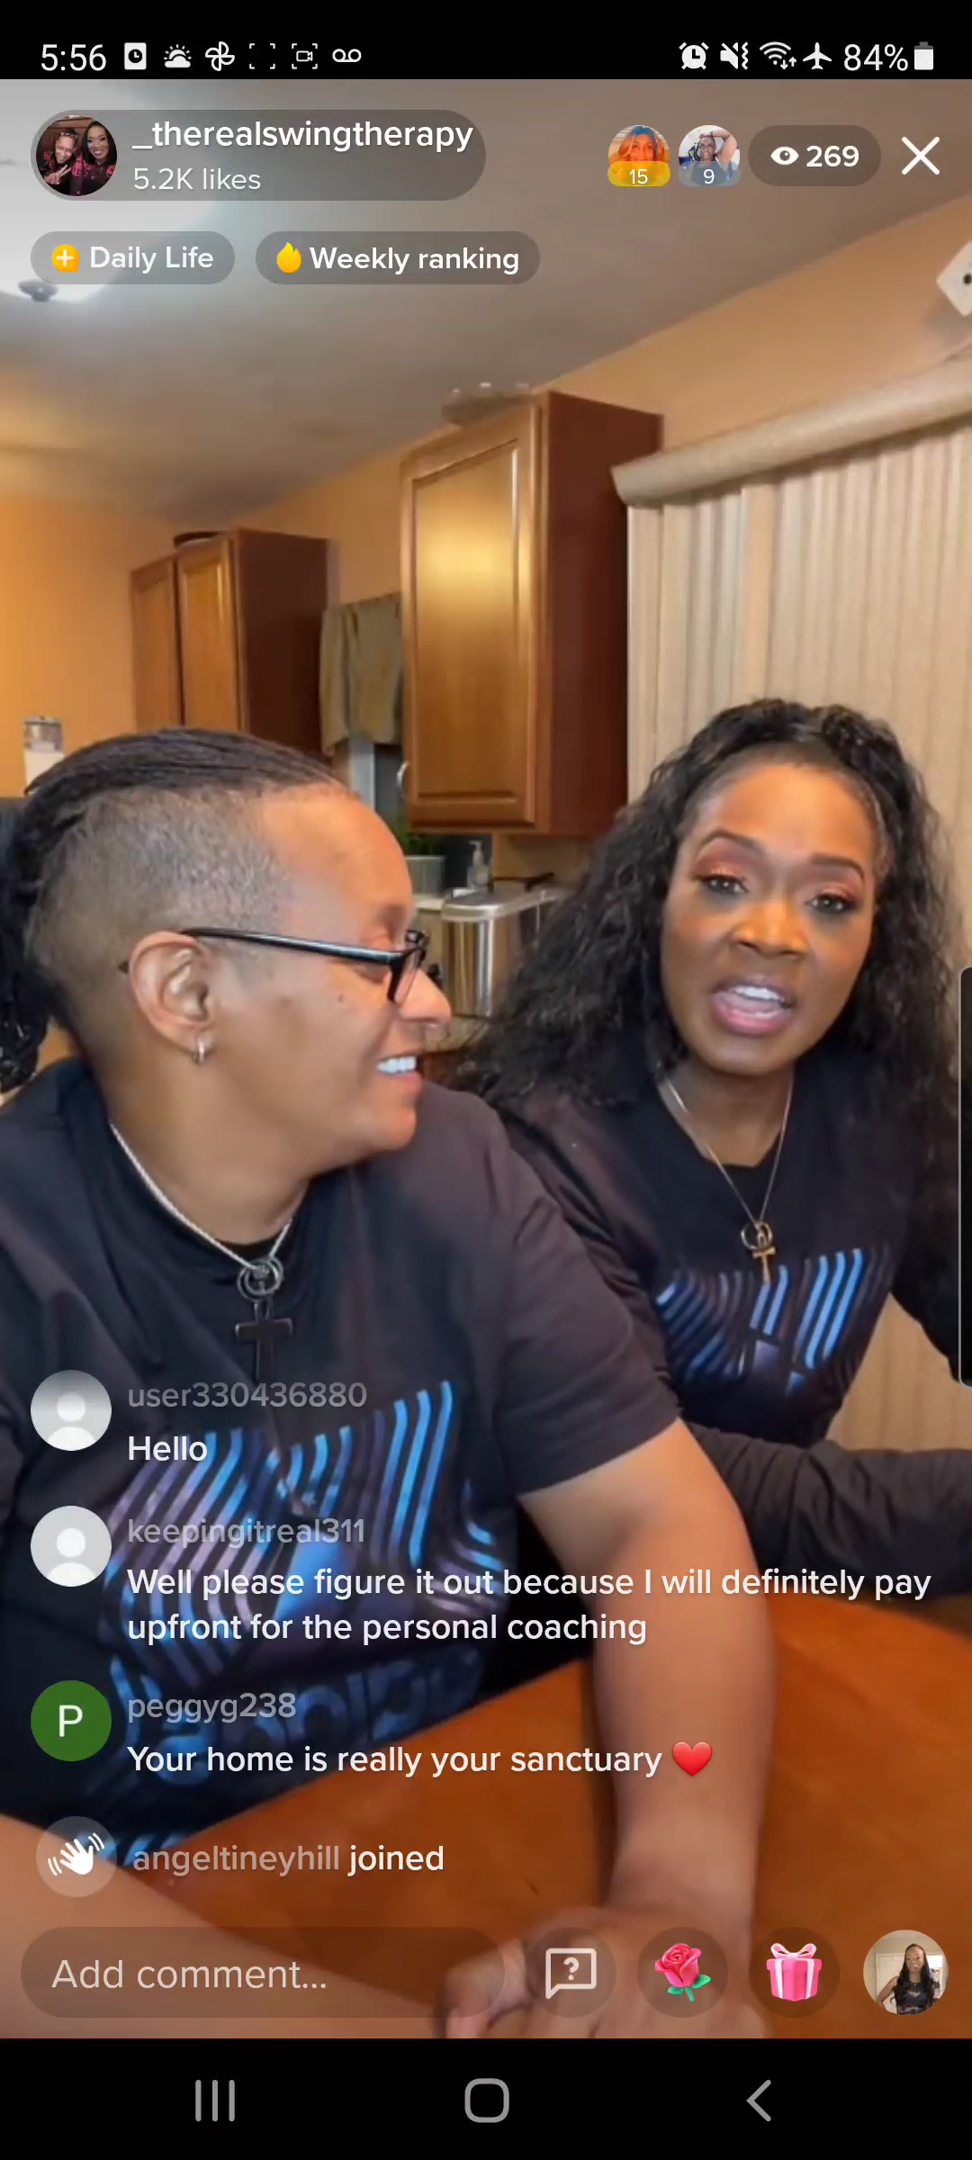 5:56
84%
_therealswingtherapy
5.2K likes
15
9
269
Daily Life
Weekly ranking
user330436880
Hello
keepingitreal311
Well please figure it out because I will definitely pay
upfront for the personal coaching
P
peggyg238
Your home is really your sanctuary ❤️
angeltineyhill joined
Add comment...
?